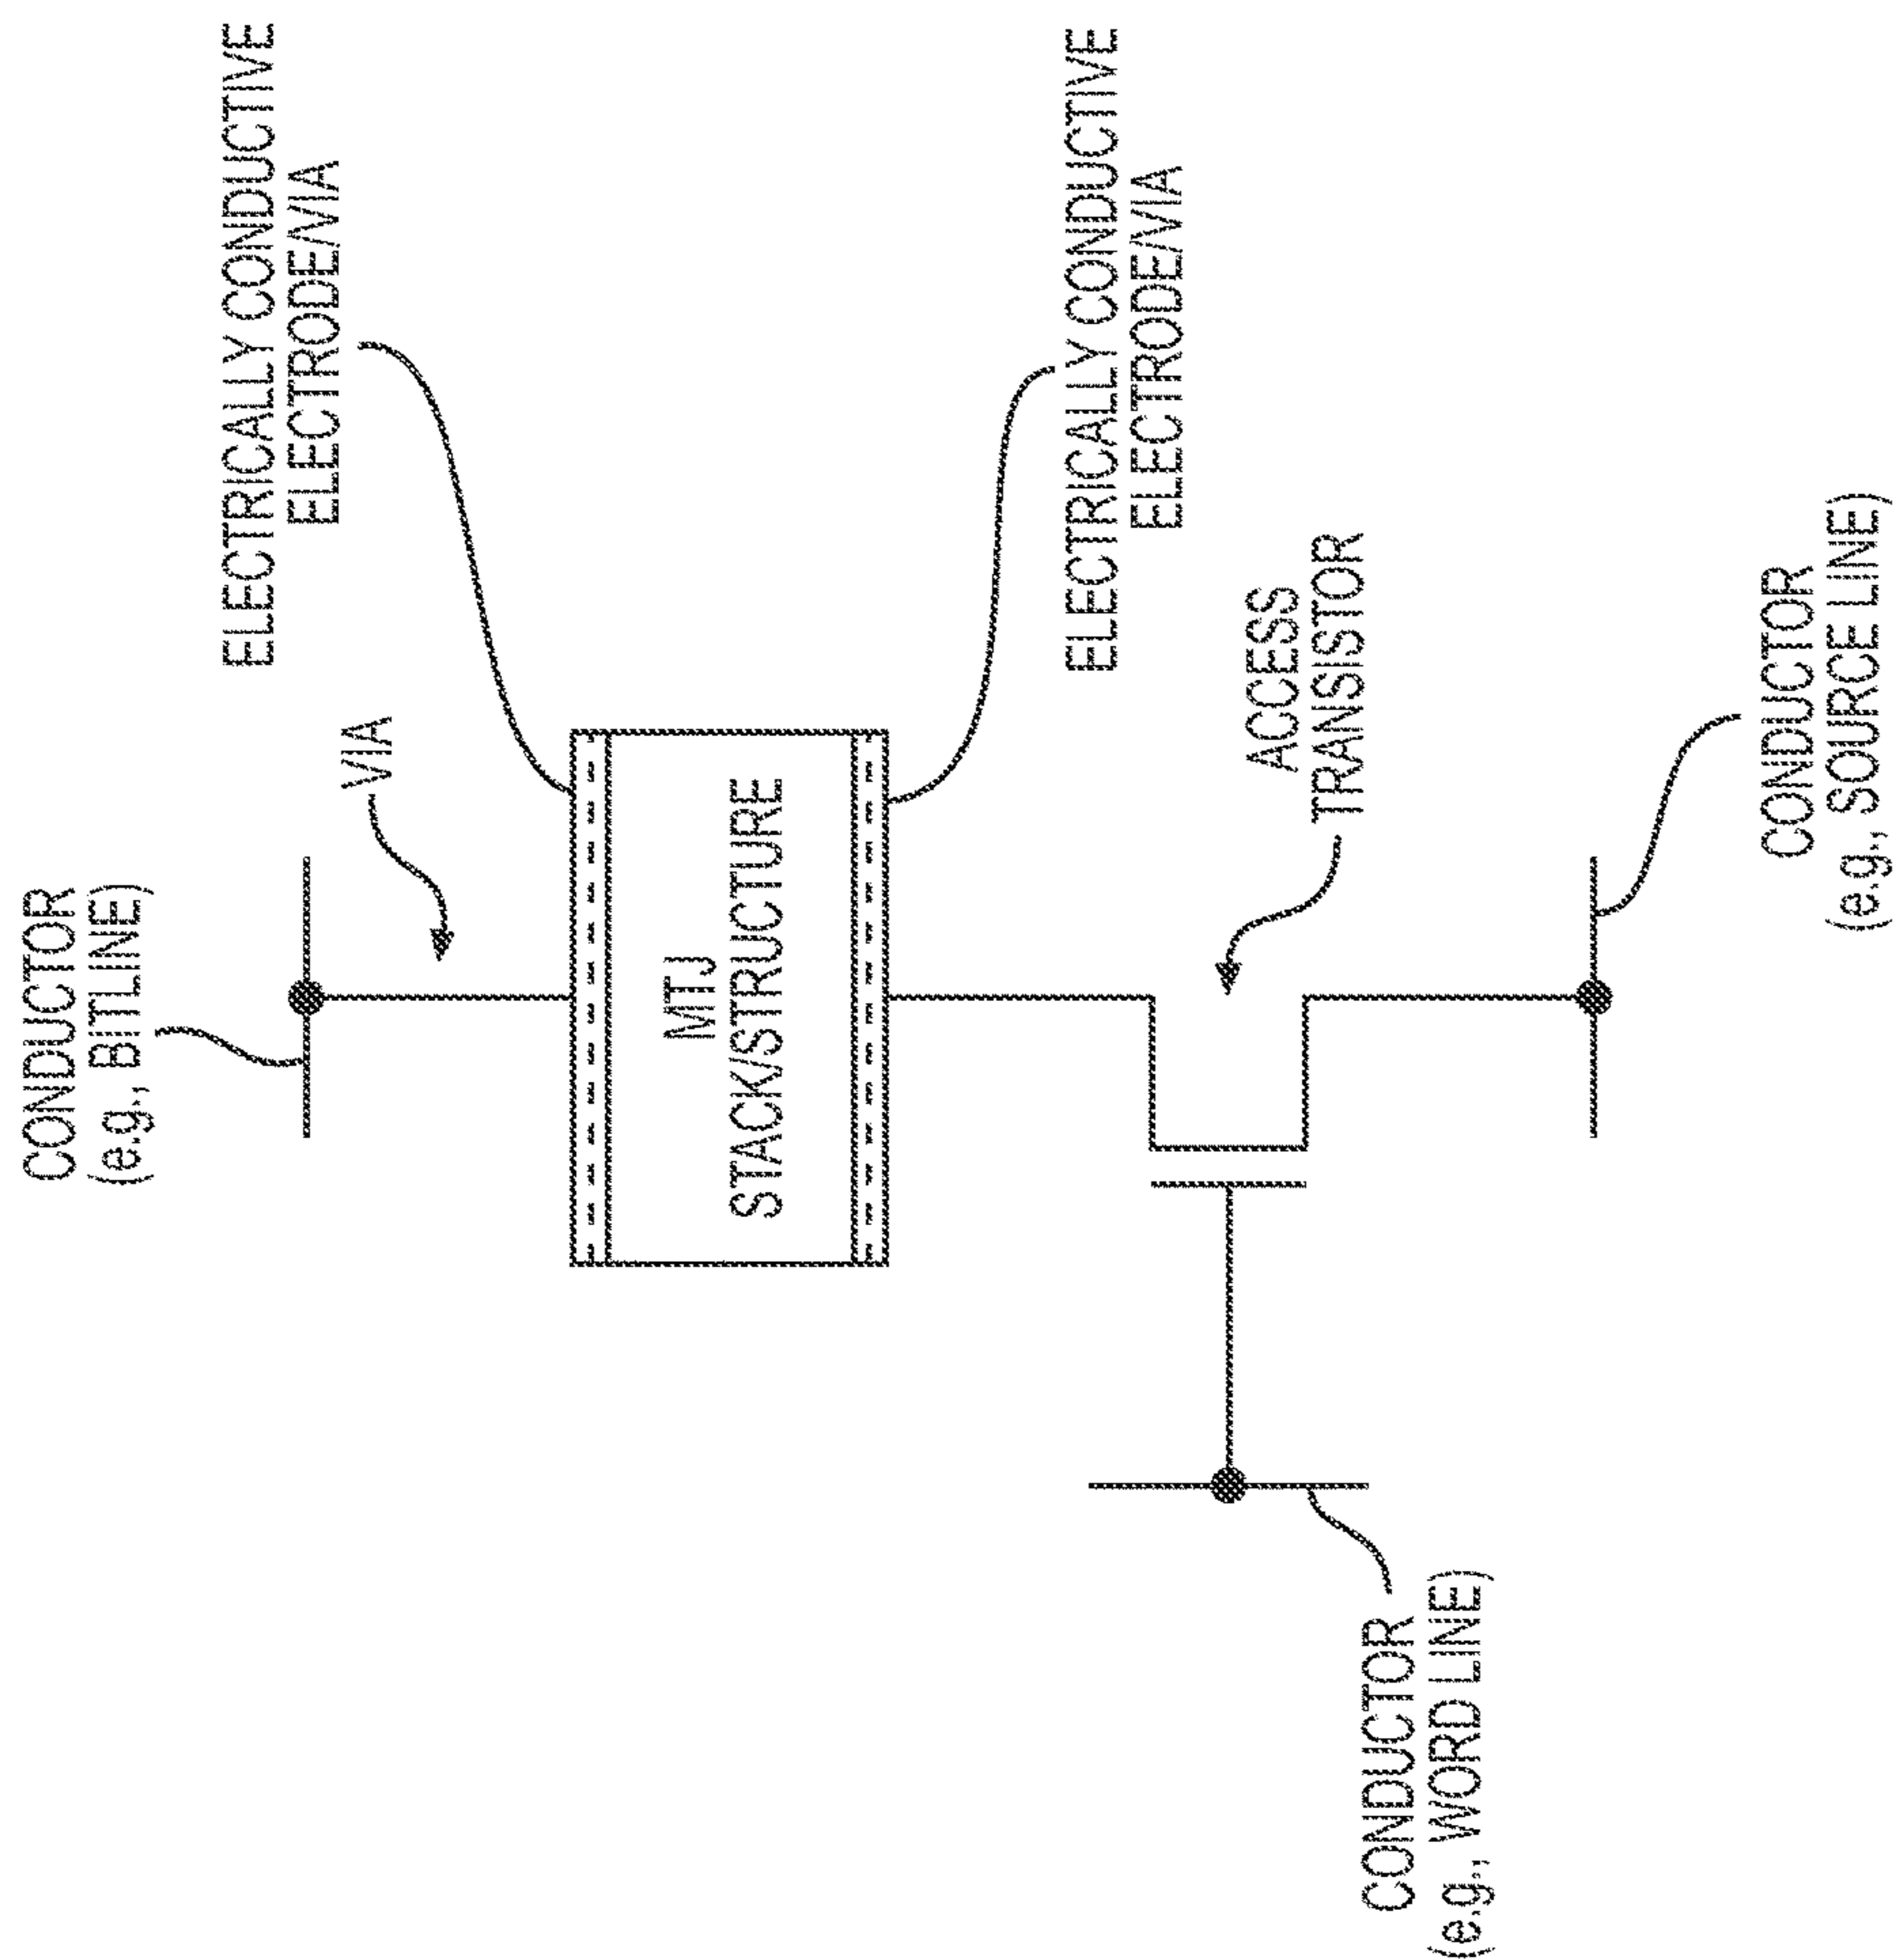 CONDUCTOR
(e.g., BITLINE)
VIA
ELECTRICALLY CONDUCTIVE
ELECTRODE/VIA
MTJ
STACK/STRUCTURE
ELECTRICALLY CONDUCTIVE
ELECTRODE/VIA
ACCESS
TRANSISTOR
CONDUCTOR
(e.g., WORD LINE)
CONDUCTOR
(e.g., SOURCE LINE)